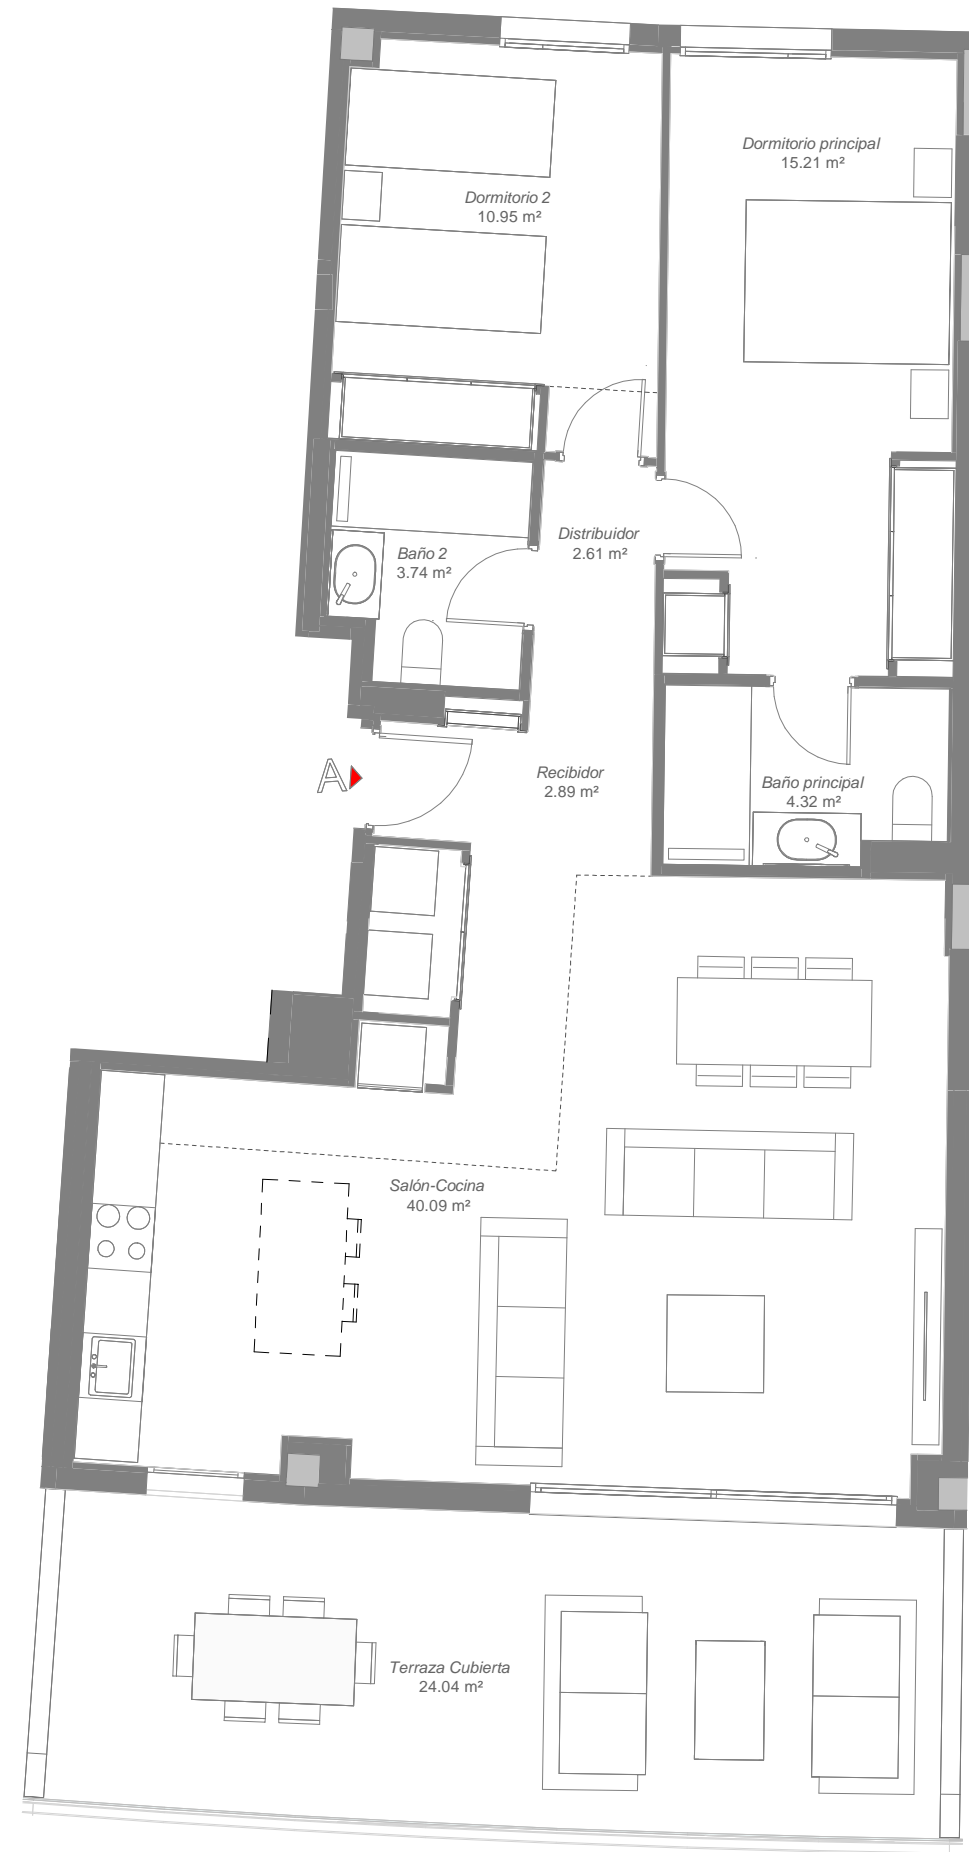 Dormitorio principal
15.21 m²
Dormitorio 2
10.95 m²
Distribuidor
2.61 m²
Baño 2
3.74 m²
A
Recibidor
2.89 m²
Baño principal
4.32 m²
Salón-Cocina
40.09 m²
Terraza Cubierta
24.04 m²